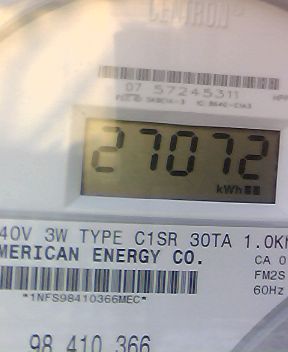 CENTRON
07 57245311
27072
kWh
40V 3W TYPE C1SR 30TA 1.0K
MERICAN ENERGY CO.
CA 0
FM2S
60Hz
*1NFS98410366MEC*
98 410 366